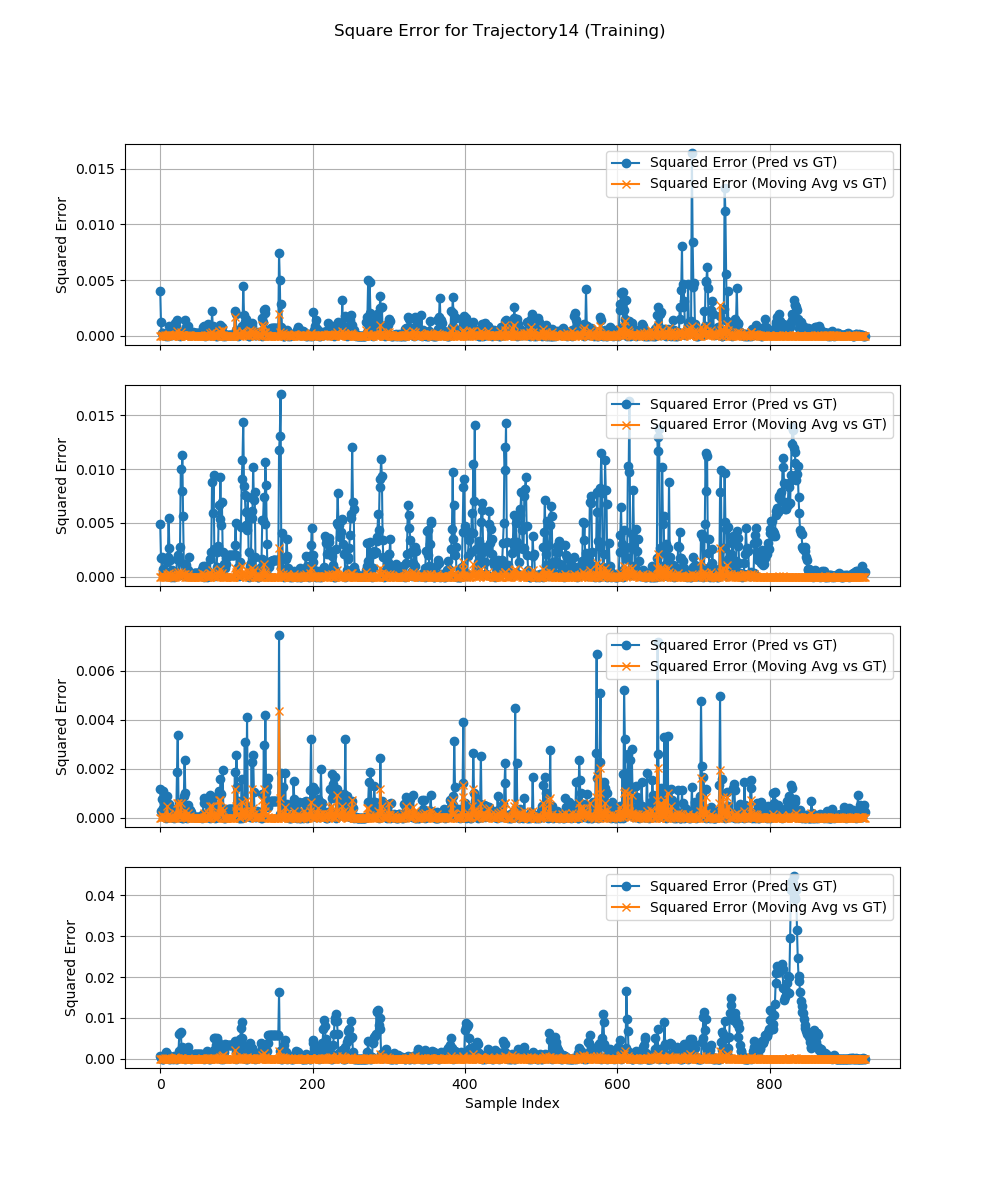 Square Error for Trajectory14 (Training)
0.015
0.010
0.005
0.000
Squared Error
Squared Error (Pred vs GT)
Squared Error (Moving Avg vs GT)
0.015
0.010
0.005
0.000
Squared Error
Squared Error (Pred vs GT)
Squared Error (Moving Avg vs GT)
0.006
0.004
0.002
0.000
Squared Error
Squared Error (Pred vs GT)
Squared Error (Moving Avg vs GT)
0.04
0.03
0.02
0.01
0.00
Squared Error
Squared Error (Pred vs GT)
Squared Error (Moving Avg vs GT)
0 200 400 600 800
Sample Index